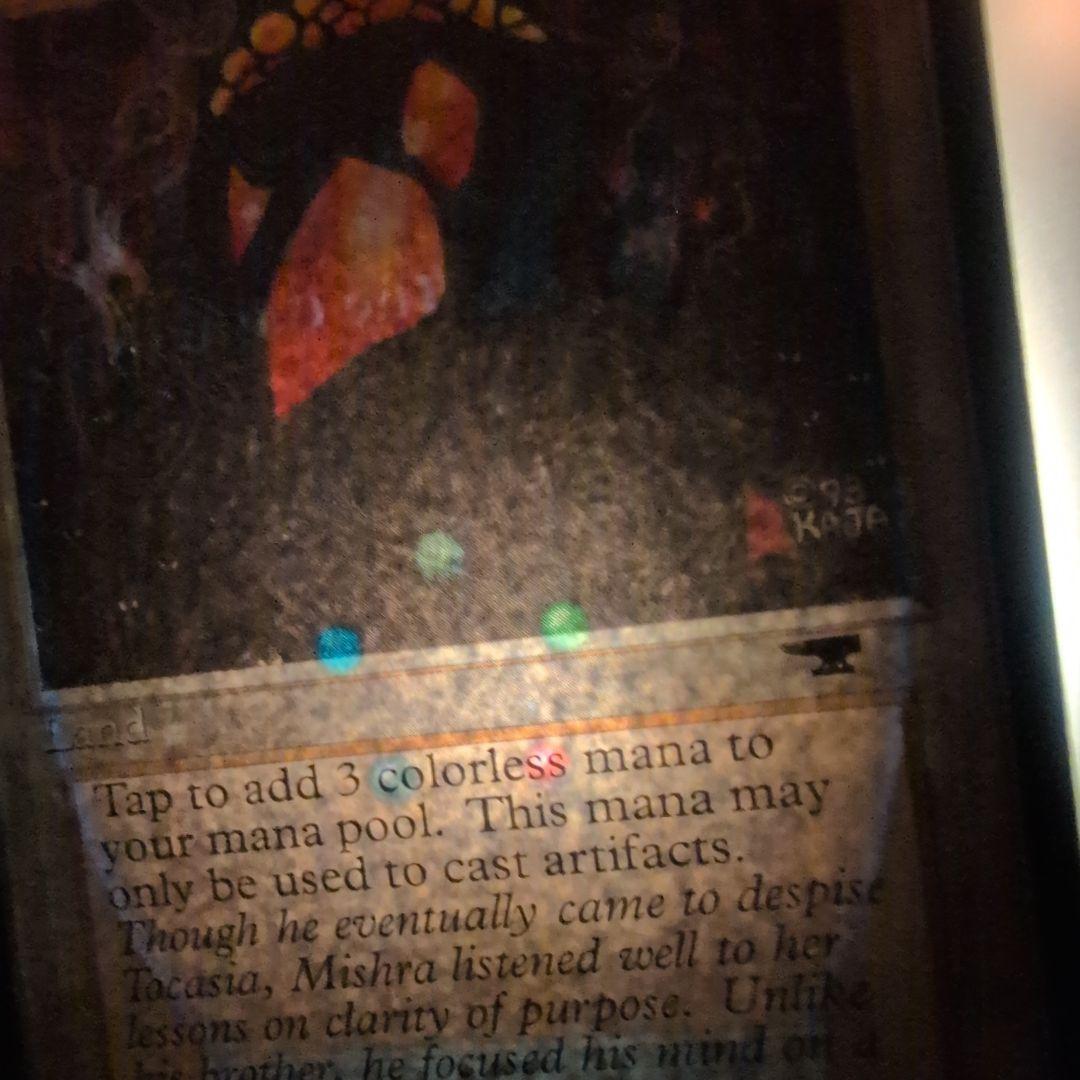 © 93
KAJA
Land
Tap to add 3 colorless mana to
your mana pool. This mana may
only be used to cast artifacts.
Though he eventually came to despise
Tocasia, Mishra listened well to her
lessons on clarity of purpose. Unlike
his brother, he focused his mind on a